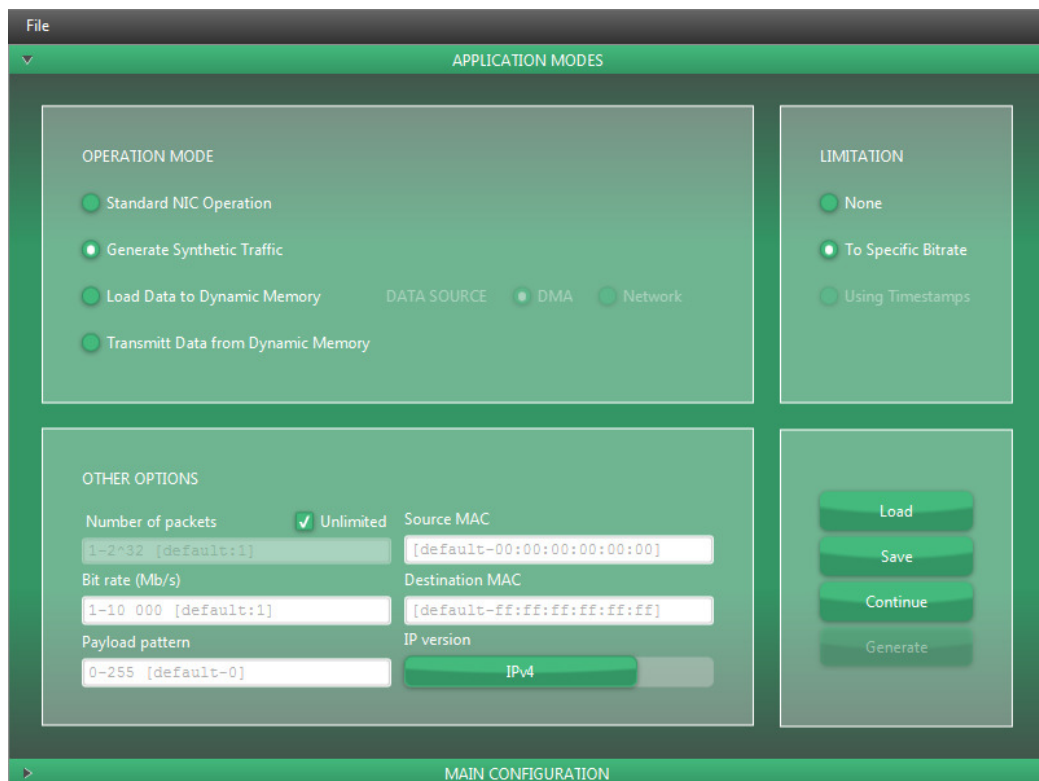 File
APPLICATION MODES
OPERATION MODE
Standard NIC Operation
Generate Synthetic Traffic
Load Data to Dynamic Memory DATA SOURCE DMA Network
Transmitt Data from Dynamic Memory
LIMITATION
None
To Specific Bitrate
Using Timestamps
OTHER OPTIONS
Number of packets Unlimited
1-2^32 [default:1]
Bit rate (Mb/s)
1-10 000 [default:1]
Payload pattern
0-255 [default-0]
Source MAC
[default-00:00:00:00:00:00]
Destination MAC
[default-ff:ff:ff:ff:ff:ff]
IP version
IPv4
Load
Save
Continue
Generate
MAIN CONFIGURATION